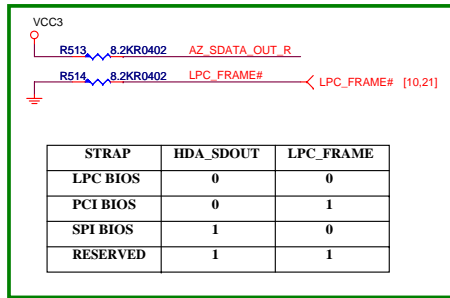 VCC3
R513 8.2KR0402 AZ_SDATA_OUT_R
R514 8.2KR0402 LPC_FRAME#
LPC_FRAME# [10,21]
STRAP HDA_SDOUT LPC_FRAME
LPC BIOS 0 0
PCI BIOS 0 1
SPI BIOS 1 0
RESERVED 1 1